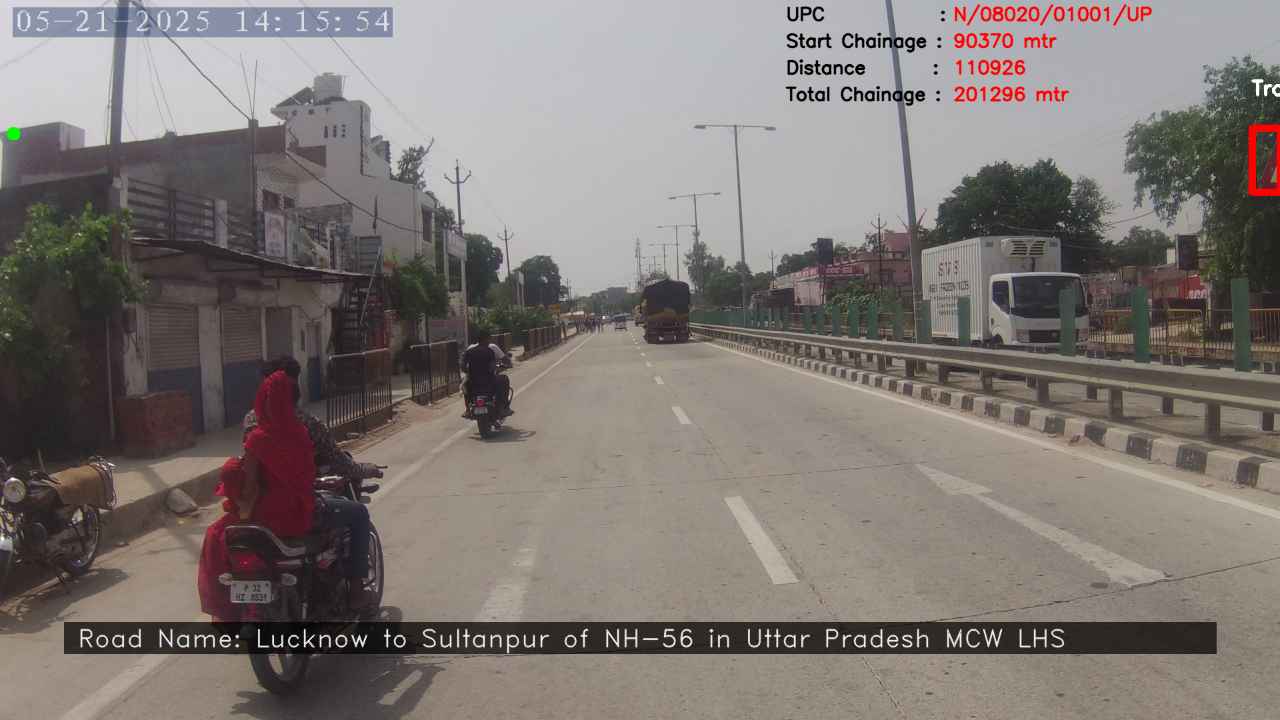 05-21-2025 14:15:54
UPC : N/08020/01001/UP
Start Chainage : 90370 mtr
Distance : 110926
Total Chainage : 201296 mtr
Tra
Road Name: Lucknow to Sultanpur of NH-56 in Uttar Pradesh MCW LHS